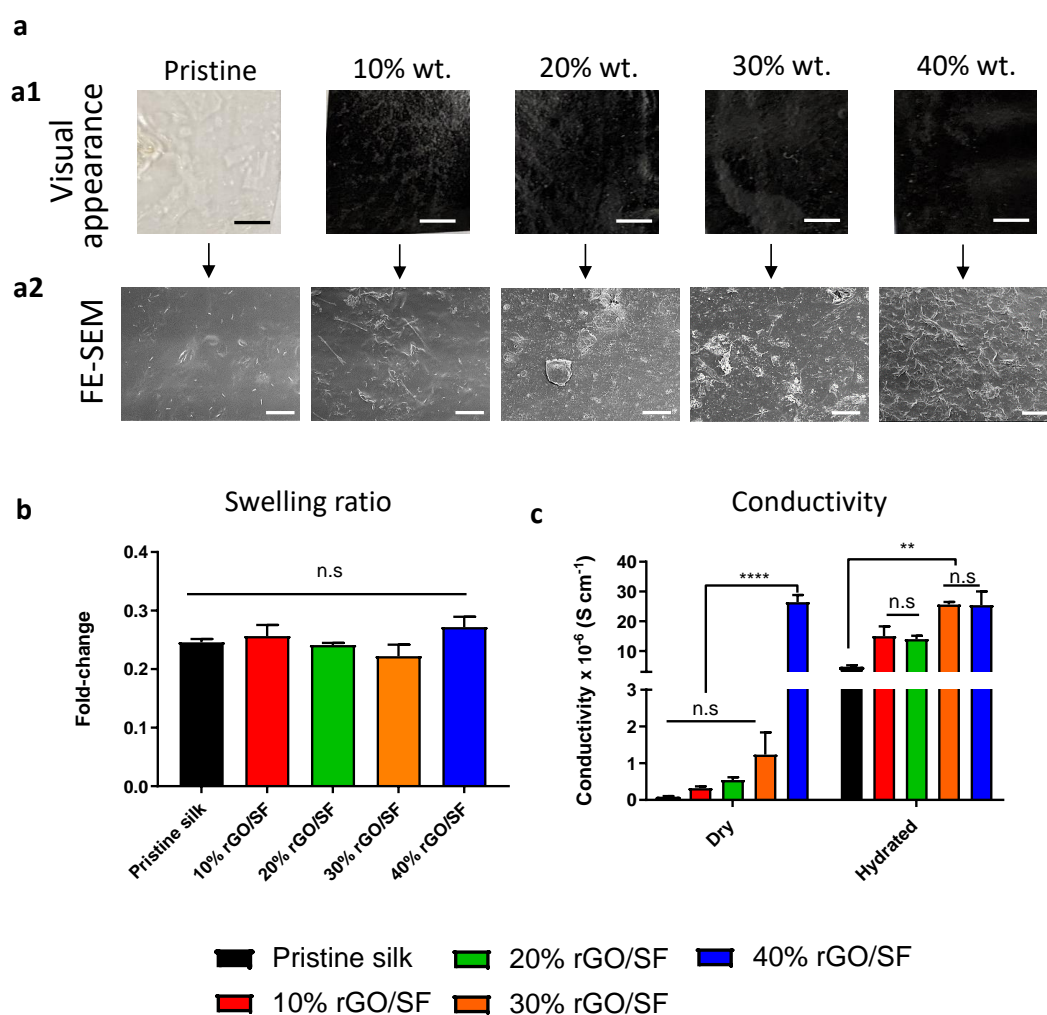 a
Pristine 10% wt. 20% wt. 30% wt. 40% wt.
a1
Visual
appearance
a2
FE-SEM
b
Swelling ratio
Fold-change
0.4
0.3
0.2
0.1
0.0
n.s
Pristine silk
10% rGO/SF
20% rGO/SF
30% rGO/SF
40% rGO/SF
c
Conductivity
Conductivity x 10⁻⁶ (S cm⁻¹)
40
30
20
10
3
2
1
0
n.s
****
**
n.s
n.s
Dry
Hydrated
Pristine silk 20% rGO/SF 40% rGO/SF
10% rGO/SF 30% rGO/SF